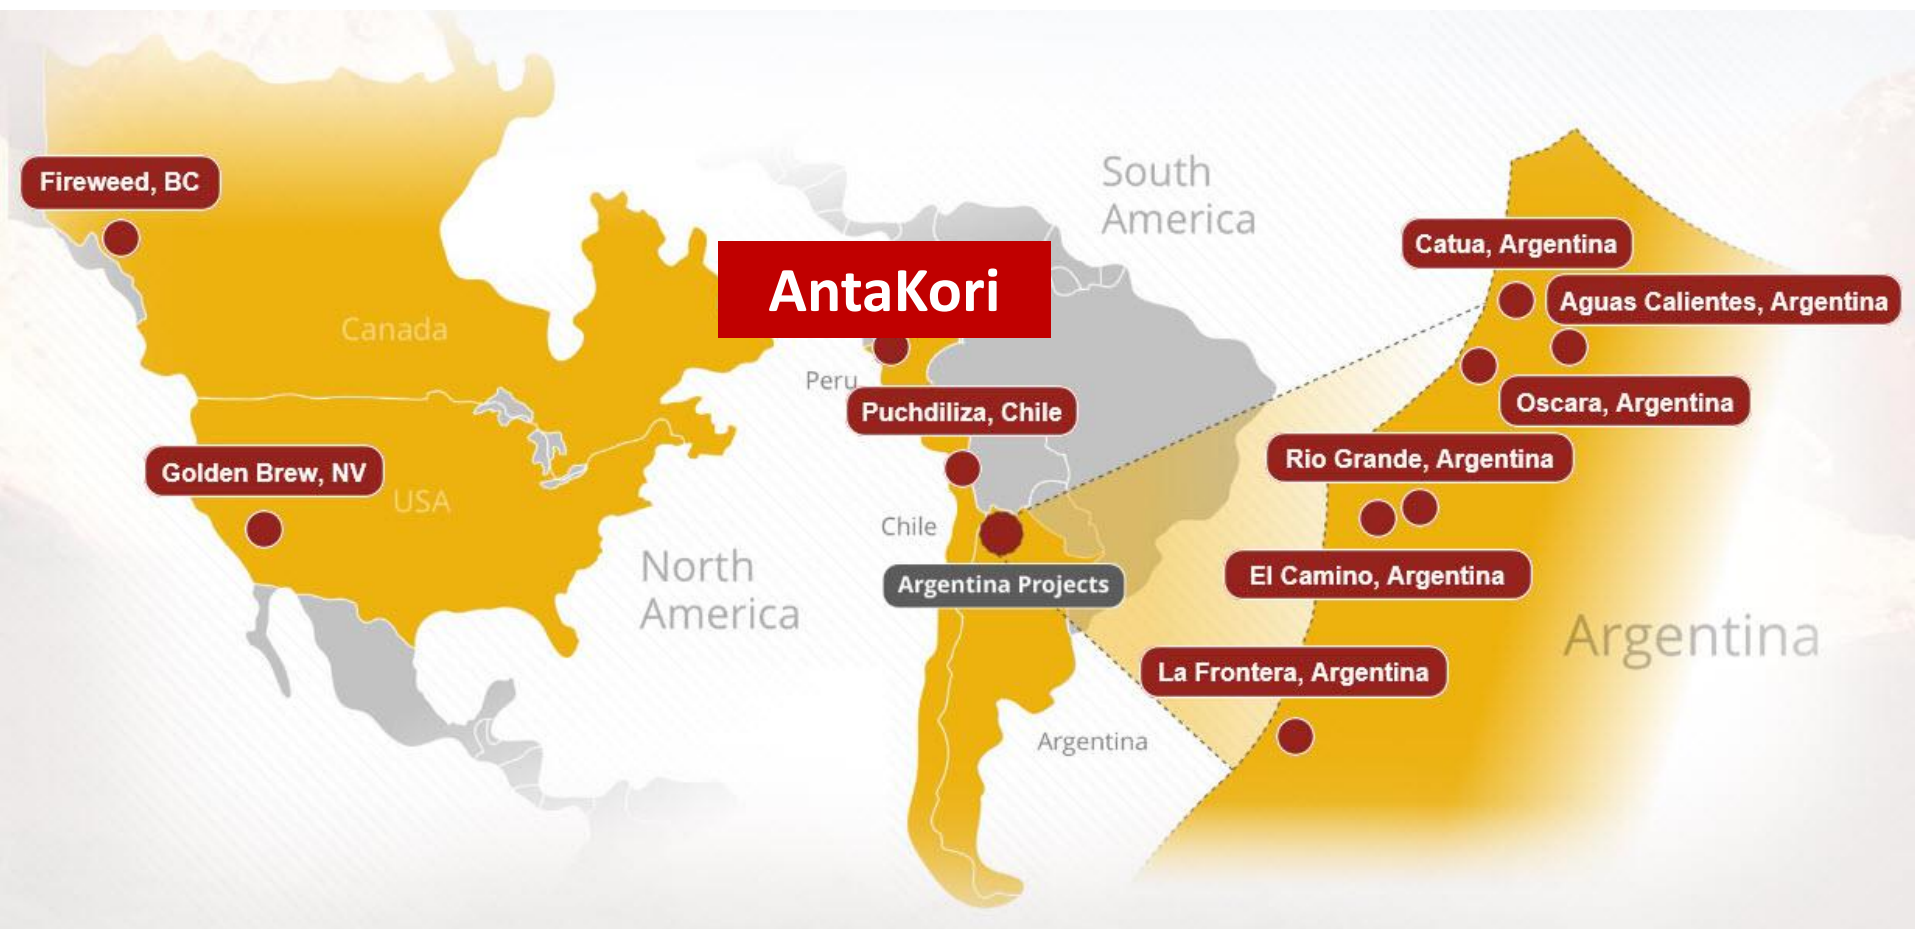 Fireweed, BC
Canada
Golden Brew, NV
USA
North
America
South
America
AntaKori
Peru
Puchdiliza, Chile
Chile
Argentina Projects
Argentina
Catua, Argentina
Aguas Calientes, Argentina
Oscara, Argentina
Rio Grande, Argentina
El Camino, Argentina
La Frontera, Argentina
Argentina